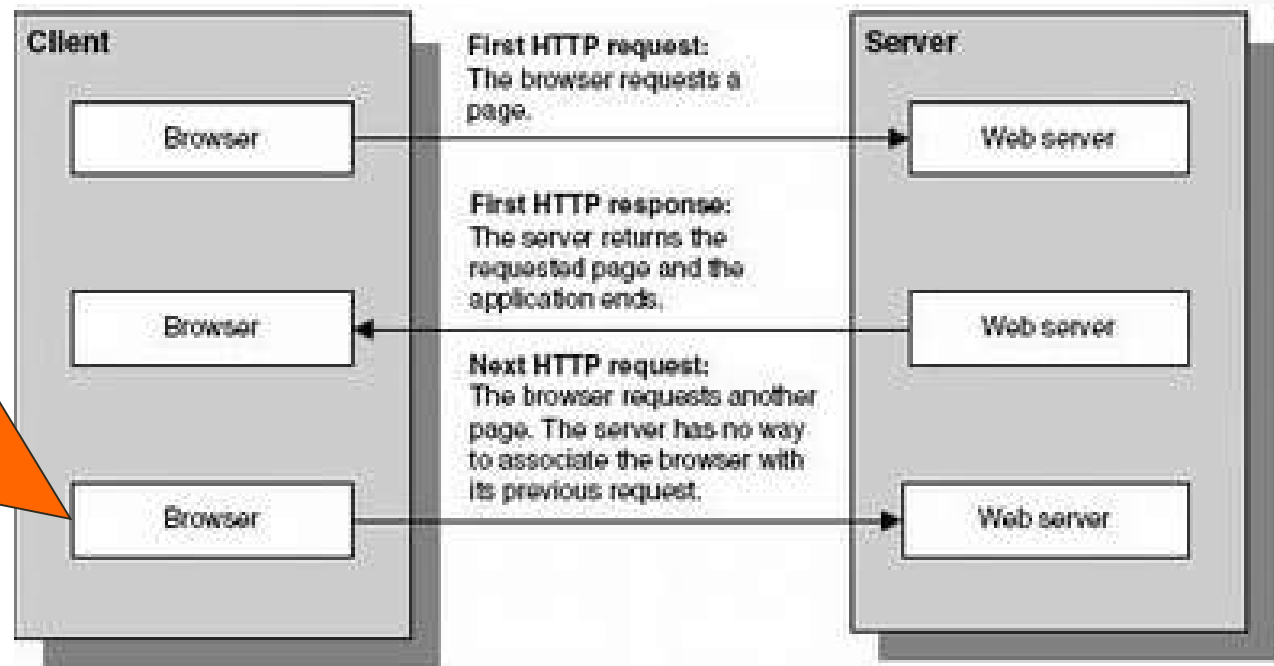 Client
First HTTP request:
The browser requests a
page.
Server
Browser
Web server
First HTTP response:
The server returns the
requested page and the
application ends.
Browser
Web server
Next HTTP request:
The browser requests another
page. The server has no way
to associate the browser with
its previous request.
Browser
Web server